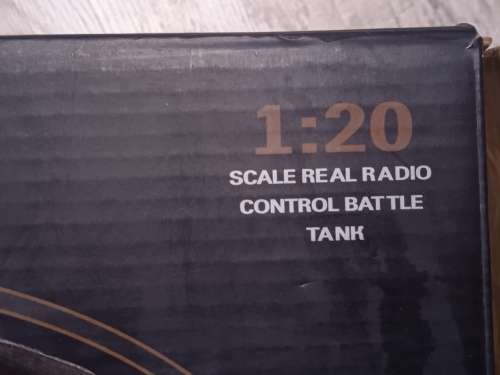 1:20
SCALE REAL RADIO
CONTROL BATTLE
TANK